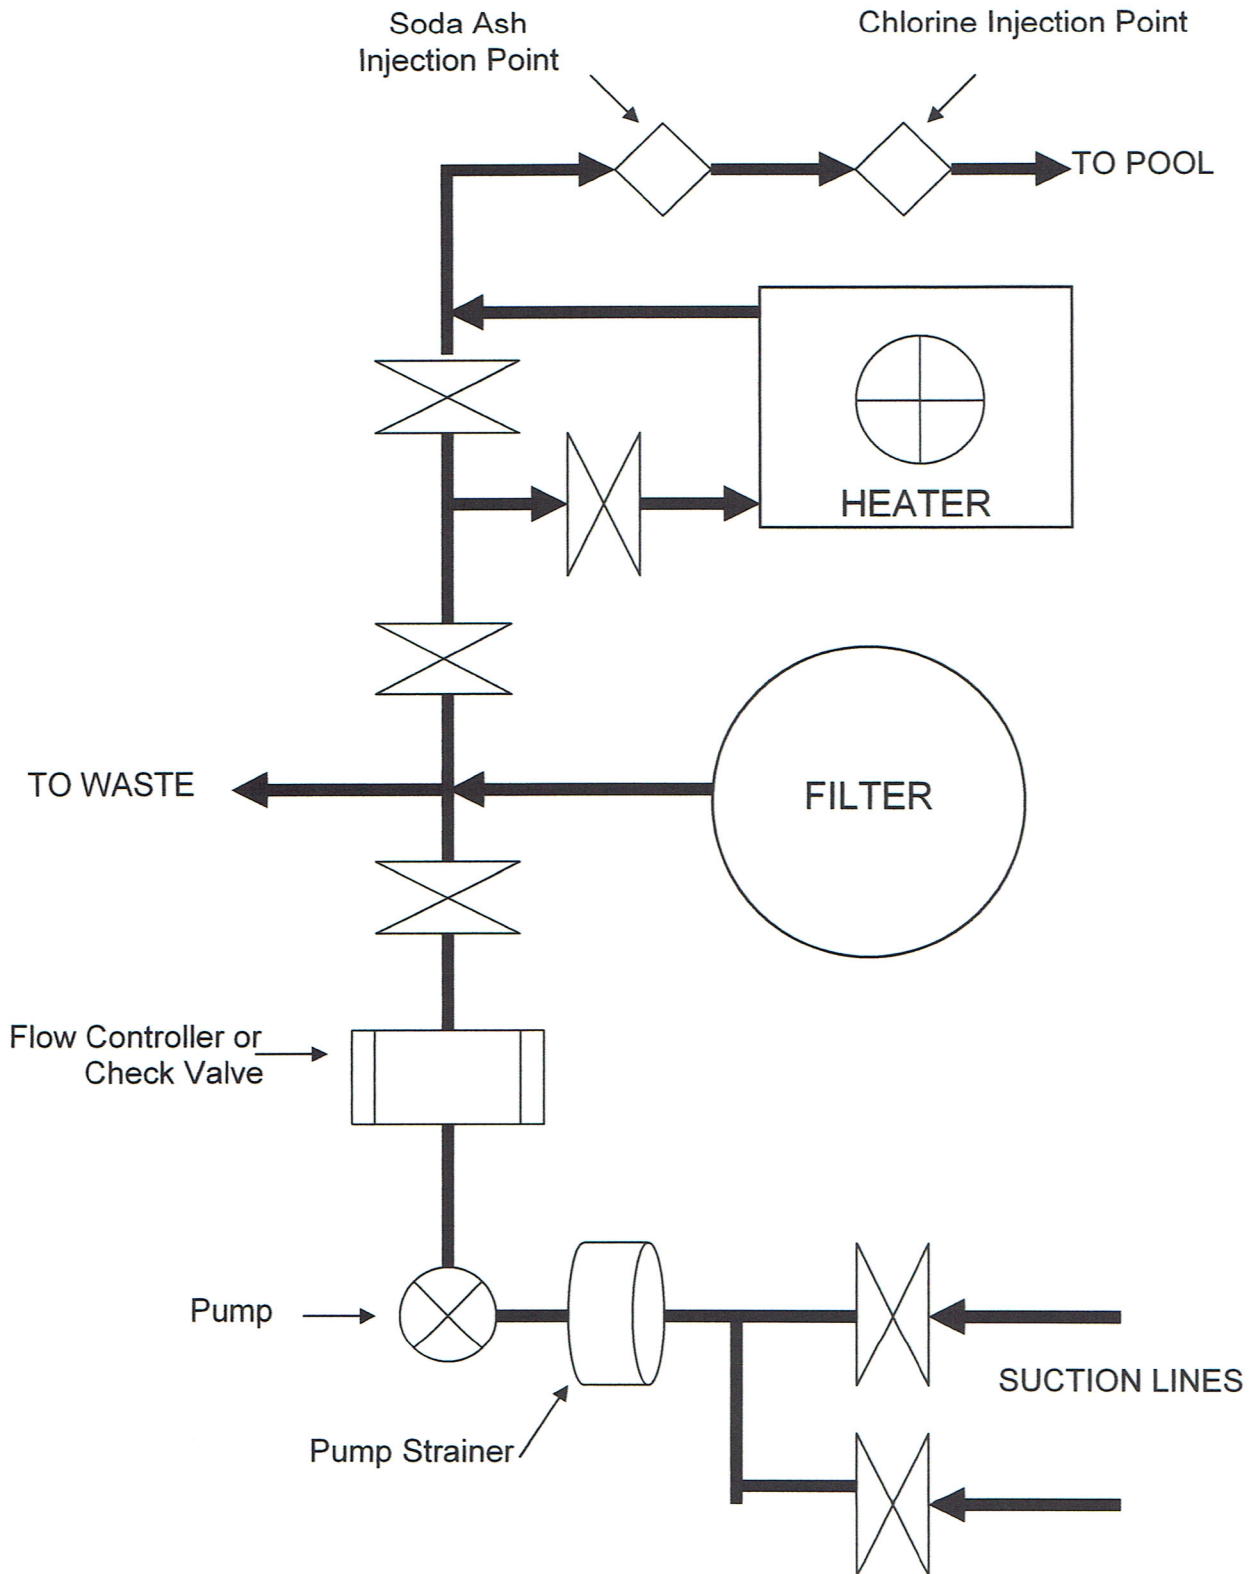 Soda Ash
Injection Point
Chlorine Injection Point
TO POOL
HEATER
TO WASTE
FILTER
Flow Controller or
Check Valve
Pump
SUCTION LINES
Pump Strainer